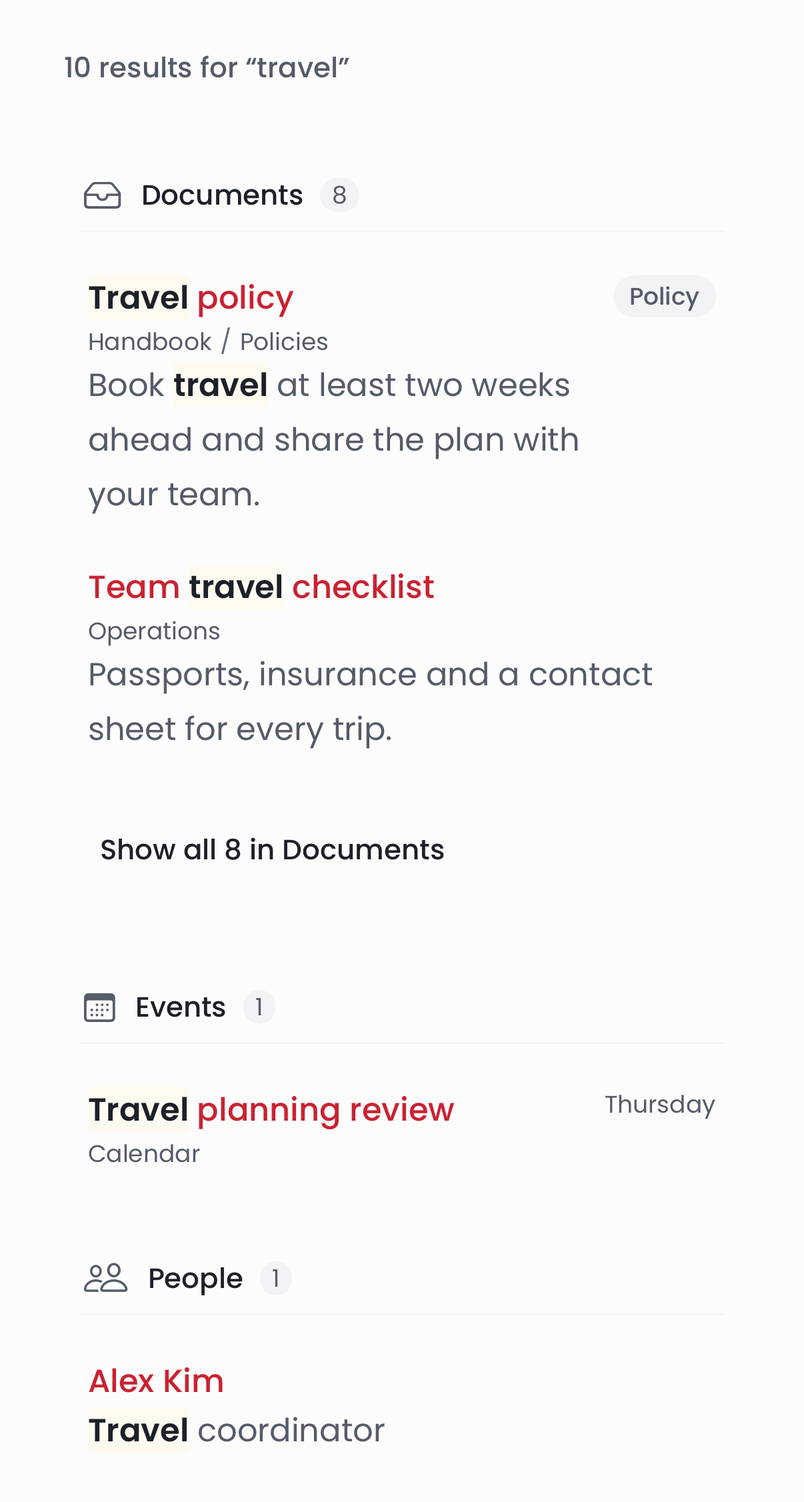 10 results for “travel”
Documents 8
Travel policy Policy
Handbook / Policies
Book travel at least two weeks
ahead and share the plan with
your team.
Team travel checklist
Operations
Passports, insurance and a contact
sheet for every trip.
Show all 8 in Documents
Events 1
Travel planning review Thursday
Calendar
People 1
Alex Kim
Travel coordinator